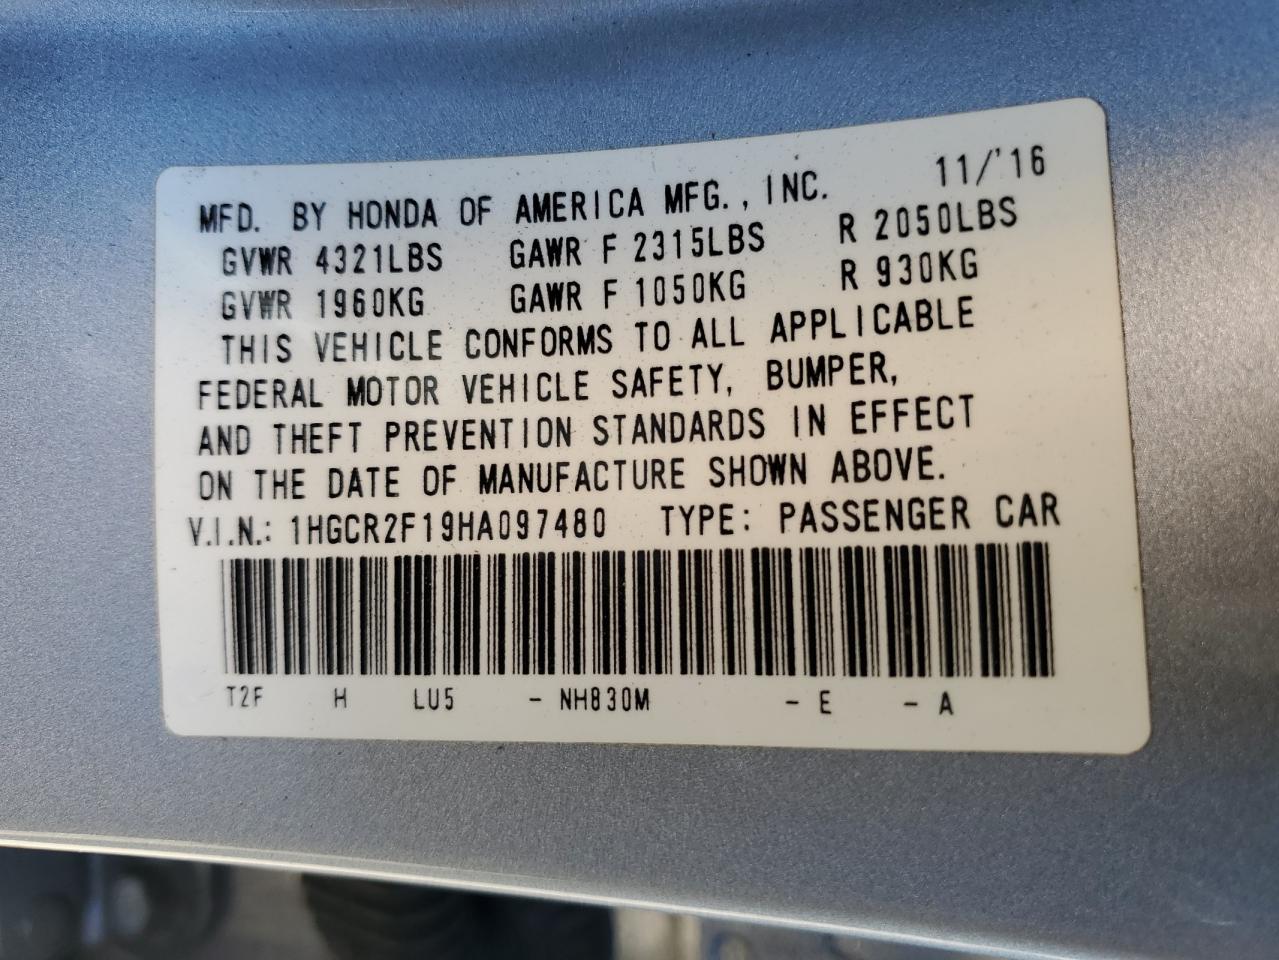 MFD. BY HONDA OF AMERICA MFG., INC. 11/'16
GVWR 4321LBS GAWR F 2315LBS R 2050LBS
GVWR 1960KG GAWR F 1050KG R 930KG
THIS VEHICLE CONFORMS TO ALL APPLICABLE
FEDERAL MOTOR VEHICLE SAFETY, BUMPER,
AND THEFT PREVENTION STANDARDS IN EFFECT
ON THE DATE OF MANUFACTURE SHOWN ABOVE.
V.I.N.: 1HGCR2F19HA097480 TYPE: PASSENGER CAR
T2F H LU5 - NH830M - E - A